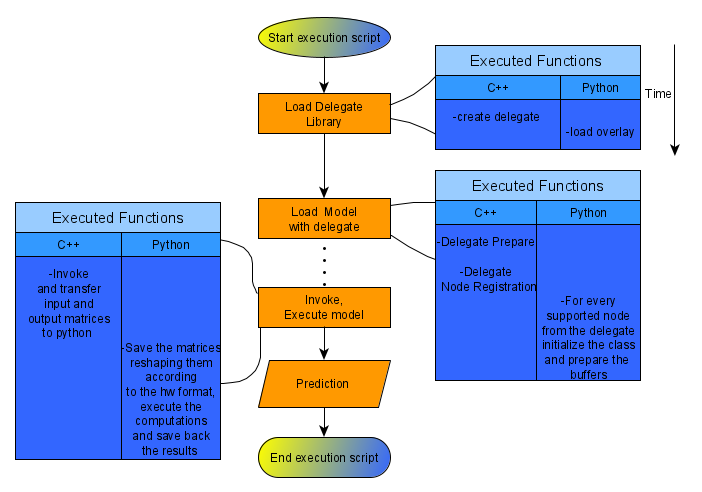 Start execution script
Load Delegate
Library
Executed Functions
C++
Python
-create delegate
-load overlay
Time
Load Model
with delegate
Executed Functions
C++
Python
-Delegate Prepare
-Delegate
Node Registration
-For every
supported node
from the delegate
initialize the class
and prepare the
buffers
Executed Functions
C++
Python
-Invoke
and transfer
input and
output matrices
to python
-Save the matrices
reshaping them
according
to the hw format,
execute the
computations
and save back
the results
Invoke,
Execute model
Prediction
End execution script